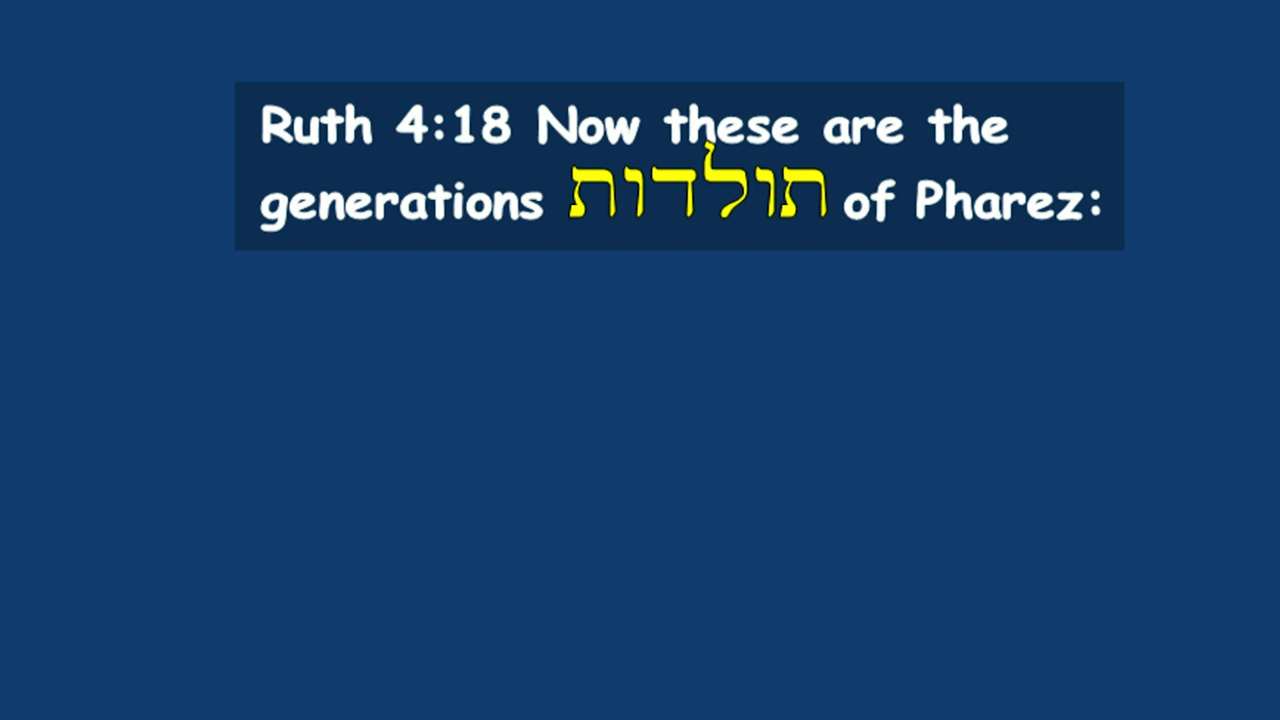 Ruth 4:18 Now these are the
generations תולדות of Pharez: